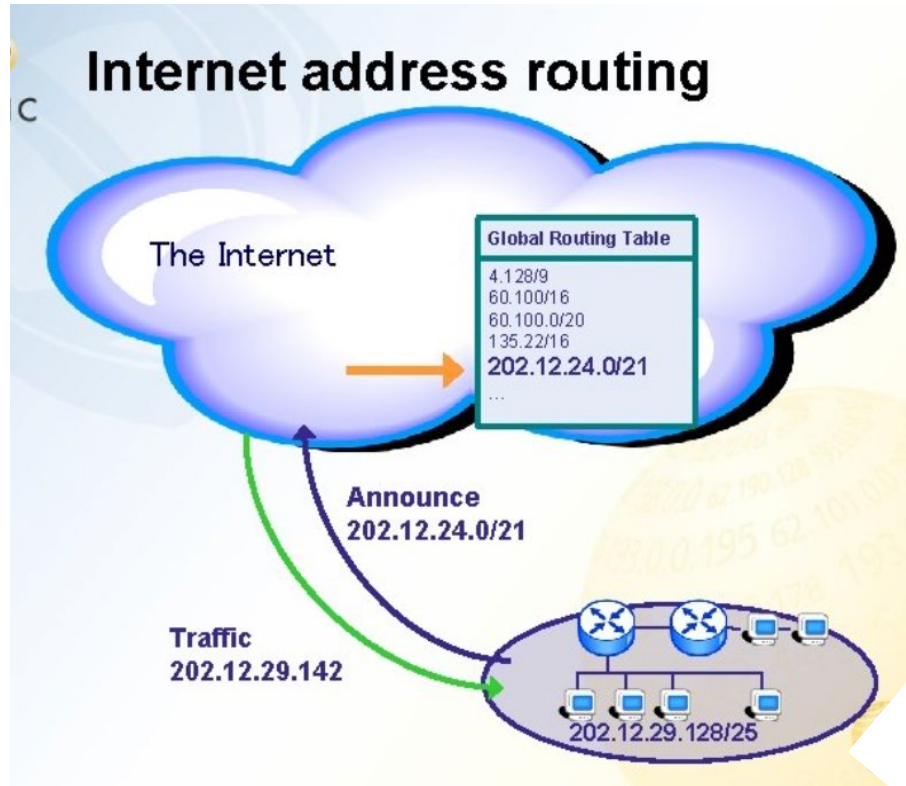 Internet address routing
IC
The Internet
Global Routing Table
4.128/9
60.100/16
60.100.0/20
135.22/16
202.12.24.0/21
...
Announce
202.12.24.0/21
Traffic
202.12.29.142
202.12.29.128/25